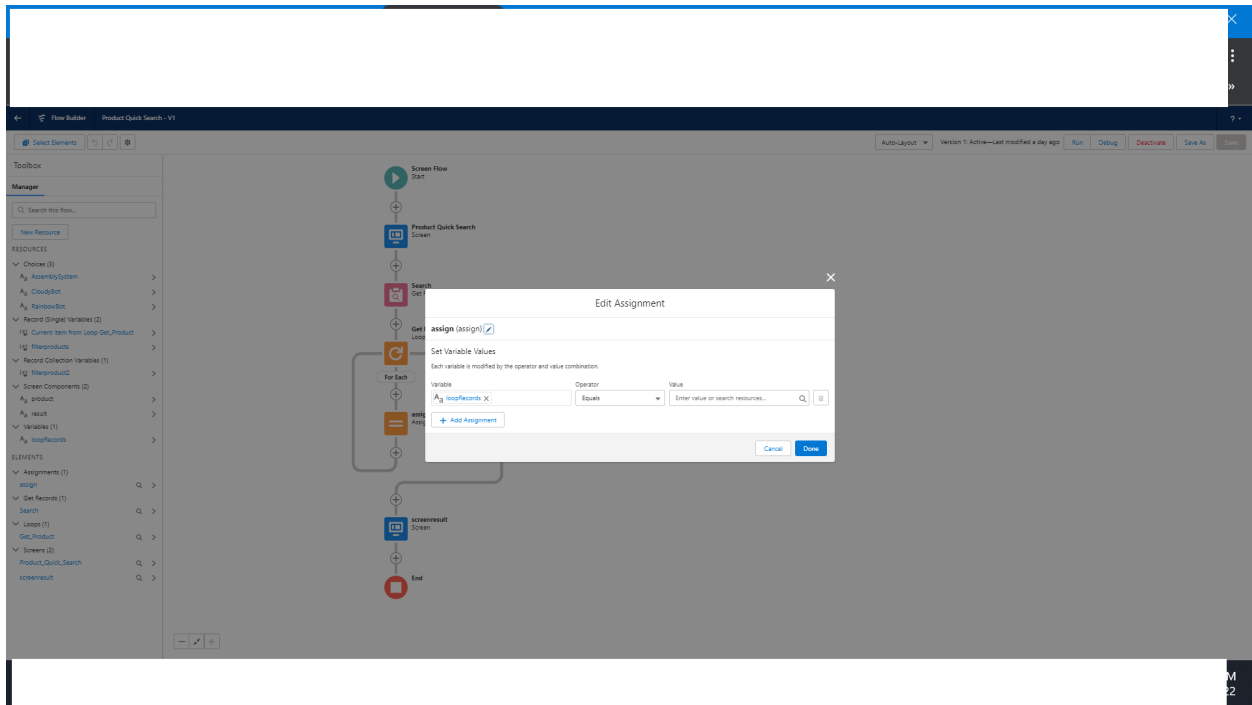 Flow Builder Product Quick Search - V1 ?
Select Elements Auto-Layout Version 1: Active—Last modified a day ago Run Debug Deactivate Save As Save
Toolbox
Manager
Search this flow...
New Resource
RESOURCES
Choices (3)
AssemblySystem
CloudyBot
RainbowBot
Record (Single) Variables (2)
Current Item from Loop Get_Product
filterproducts
Record Collection Variables (1)
filterproduct2
Screen Components (2)
product
result
Variables (1)
loopRecords
ELEMENTS
Assignments (1)
assign
Get Records (1)
Search
Loops (1)
Get_Product
Screens (2)
Product_Quick_Search
screenresult
Screen Flow
Start
Product Quick Search
Screen
Search
Get
Get
Loop
For Each
assig
Assig
screenresult
Screen
End
Edit Assignment
assign (assign)
Set Variable Values
Each variable is modified by the operator and value combination.
Variable Operator Value
loopRecords Equals Enter value or search resources...
+ Add Assignment
Cancel Done
M
22